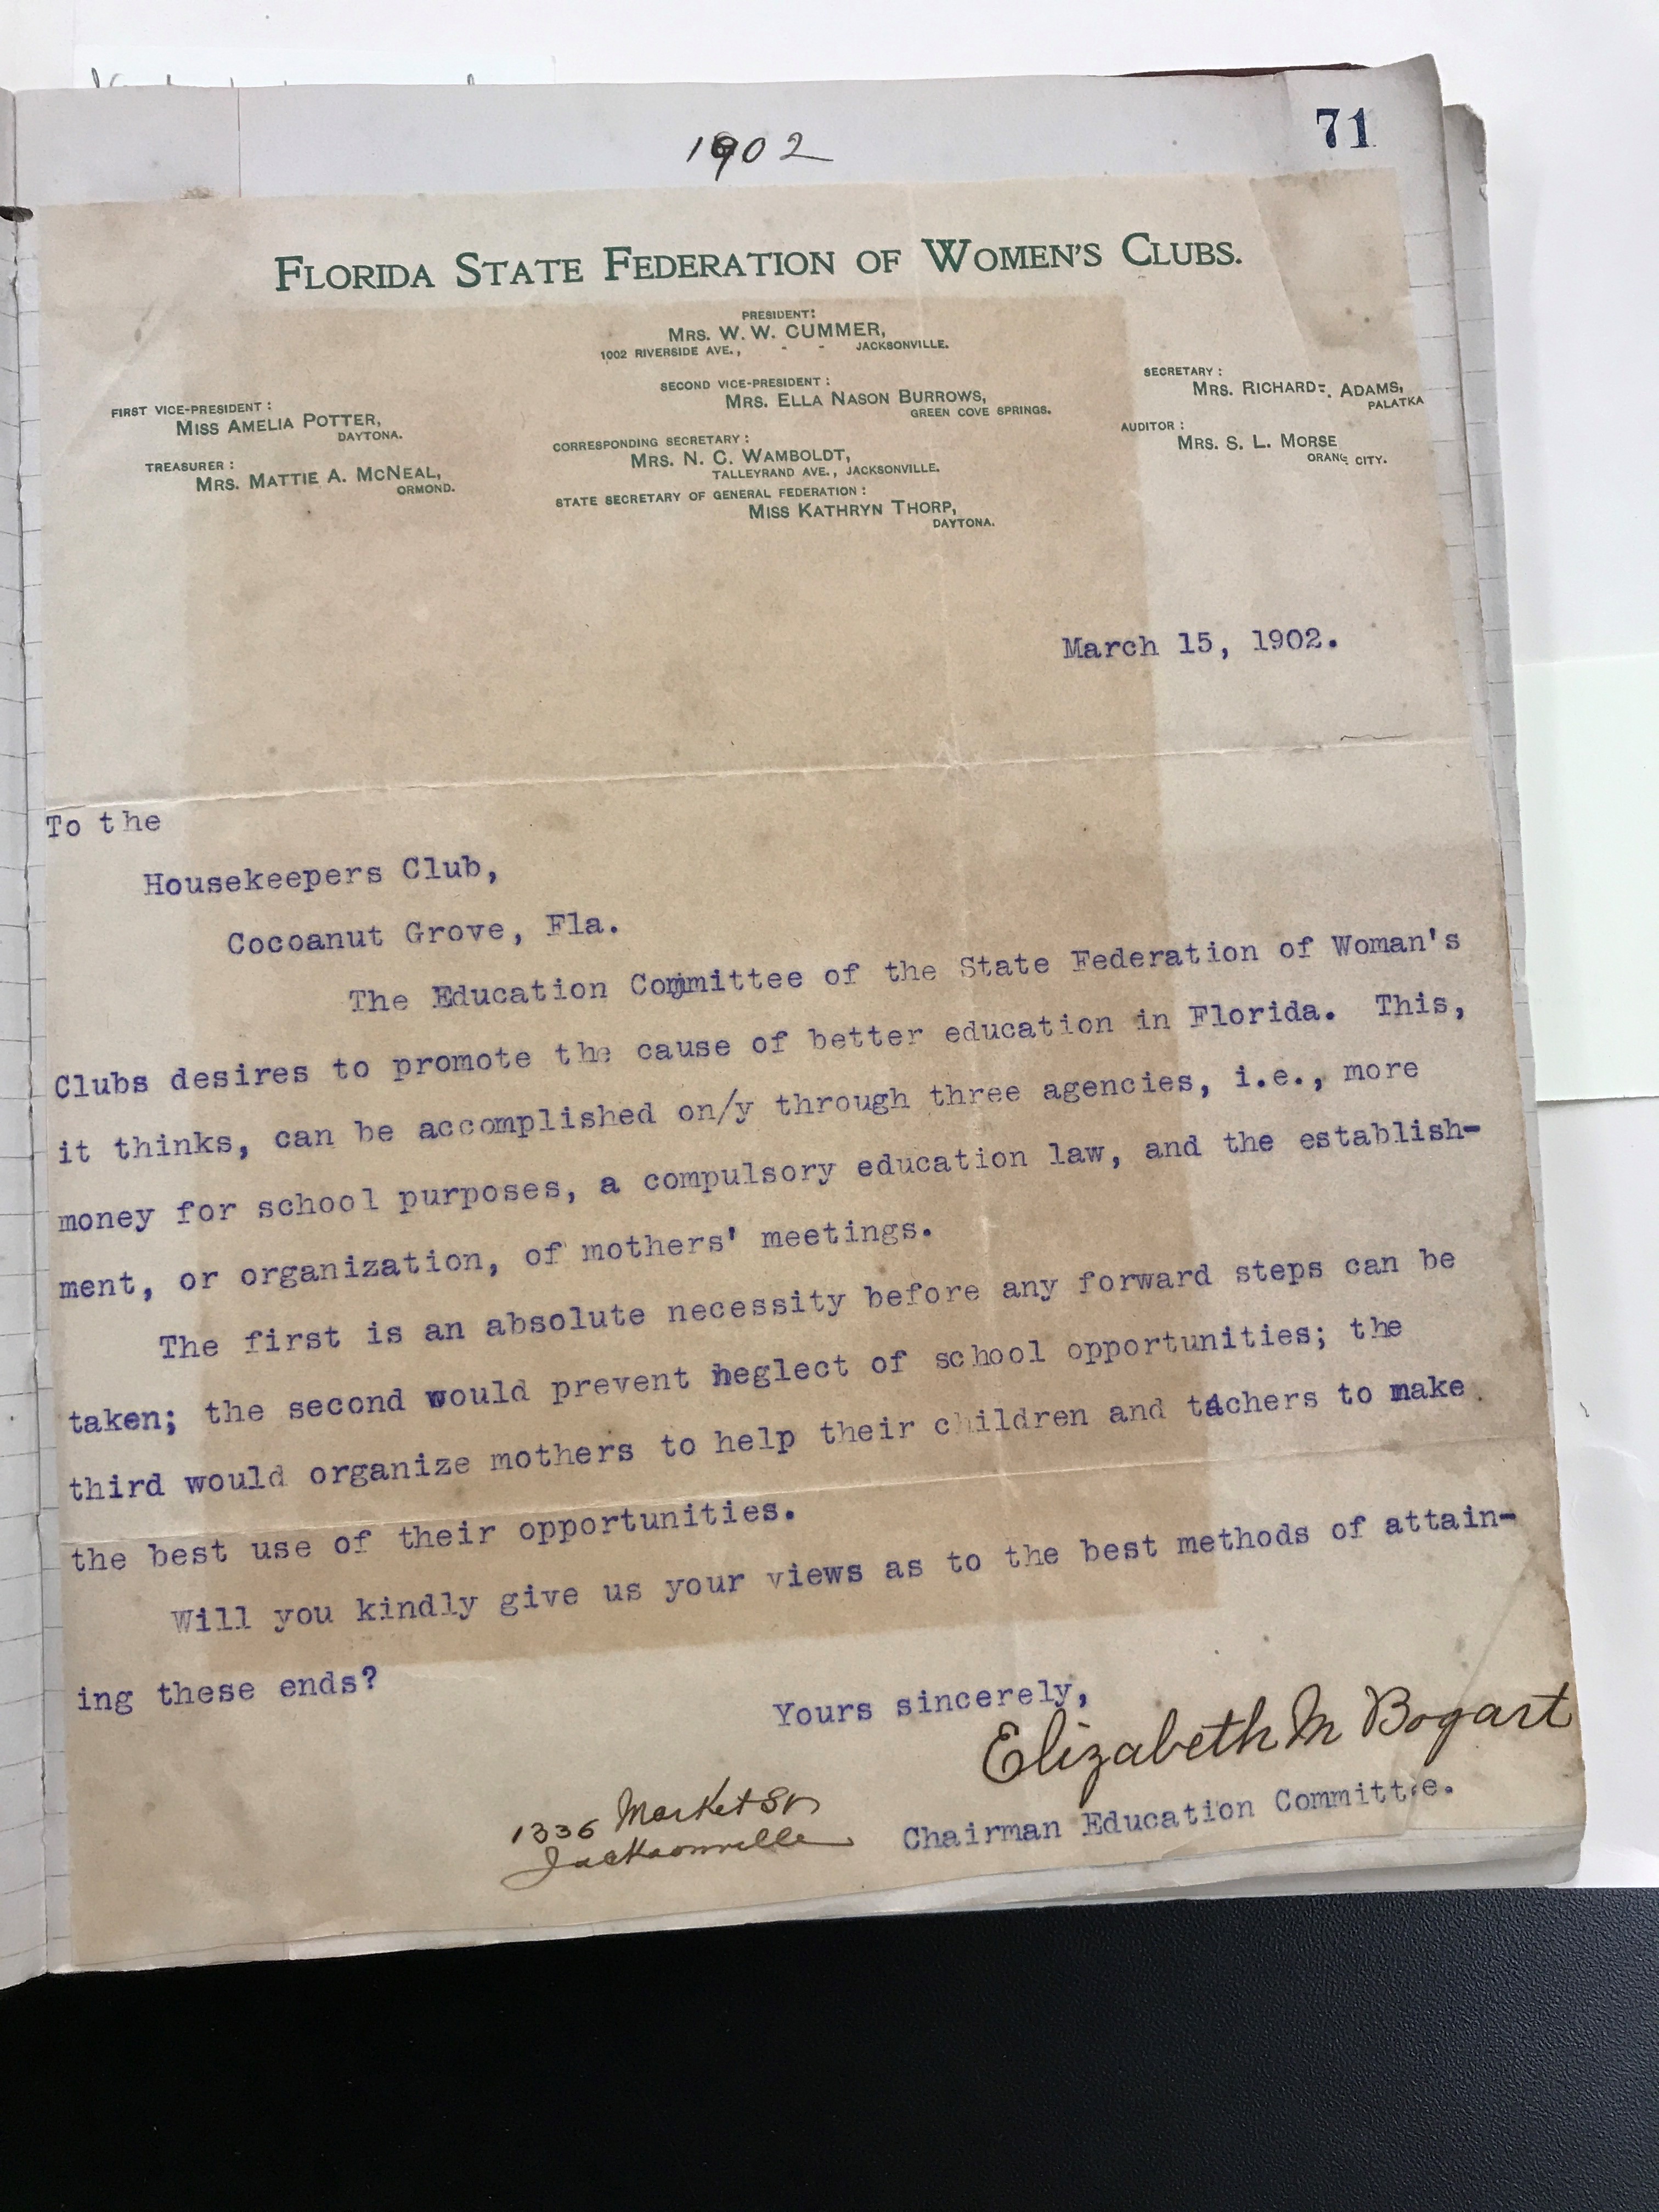 1902
71
FLORIDA STATE FEDERATION OF WOMEN'S CLUBS.
PRESIDENT:
MRS. W. W. CUMMER,
1002 RIVERSIDE AVE., - - JACKSONVILLE.
FIRST VICE-PRESIDENT:
MISS AMELIA POTTER,
DAYTONA.
SECOND VICE-PRESIDENT:
MRS. ELLA NASON BURROWS,
GREEN COVE SPRINGS.
SECRETARY:
MRS. RICHARD ADAMS,
PALATKA
TREASURER:
MRS. MATTIE A. MCNEAL,
ORMOND.
CORRESPONDING SECRETARY:
MRS. N. C. WAMBOLDT,
TALLEYRAND AVE., JACKSONVILLE.
AUDITOR:
MRS. S. L. MORSE
ORANG CITY.
STATE SECRETARY OF GENERAL FEDERATION:
MISS KATHRYN THORP,
DAYTONA.
March 15, 1902.
To the
Housekeepers Club,
Cocoanut Grove, Fla.
The Education Committee of the State Federation of Woman's
Clubs desires to promote the cause of better education in Florida. This,
it thinks, can be accomplished on/y through three agencies, i.e., more
money for school purposes, a compulsory education law, and the establish-
ment, or organization, of mothers' meetings.
The first is an absolute necessity before any forward steps can be
taken; the second would prevent neglect of school opportunities; the
third would organize mothers to help their children and tachers to make
the best use of their opportunities.
Will you kindly give us your views as to the best methods of attain-
ing these ends?
Yours sincerely,
Elizabeth M Bogart
Chairman Education Committee.
1336 Market St
Jacksonville